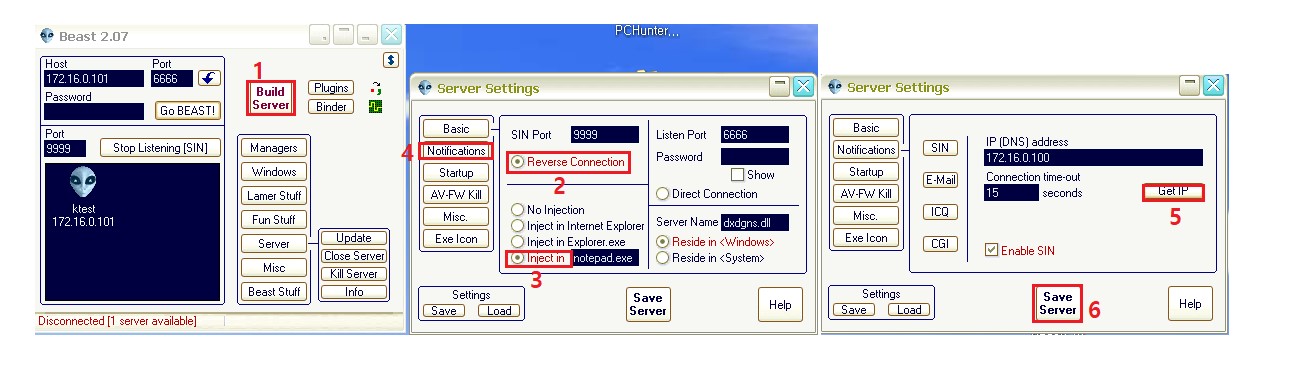 PCHunter...
Beast 2.07
Host
Port
172.16.0.101
6666
Password
Go BEAST!
Port
9999
Stop Listening [SIN]
ktest
172.16.0.101
1
Build
Server
Plugins
Binder
$
Managers
Windows
Lamer Stuff
Fun Stuff
Server
Misc
Beast Stuff
Update
Close Server
Kill Server
Info
Disconnected [1 server available]
Server Settings
Basic
4
Notifications
Startup
AV-FW Kill
Misc.
Exe Icon
SIN Port
9999
Reverse Connection
2
No Injection
Inject in Internet Explorer
Inject in Explorer.exe
Inject in
notepad.exe
3
Listen Port
6666
Password
Show
Direct Connection
Server Name
dxdgns.dll
Reside in <Windows>
Reside in <System>
Settings
Save
Load
Save
Server
Help
Server Settings
Basic
Notifications
Startup
AV-FW Kill
Misc.
Exe Icon
SIN
E-Mail
ICQ
CGI
IP (DNS) address
172.16.0.100
Connection time-out
15
seconds
Get IP
5
Enable SIN
Settings
Save
Load
Save
Server
6
Help